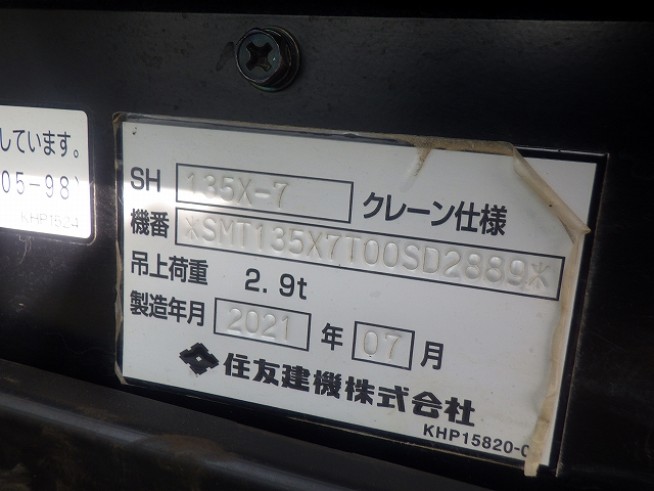 しています。
05-98)
KHP1524
SH 135X-7 クレーン仕様
機番 *SMT135X7T00SD2889*
吊上荷重 2.9t
製造年月 2021 年 07 月
住友建機株式会社
KHP15820-0